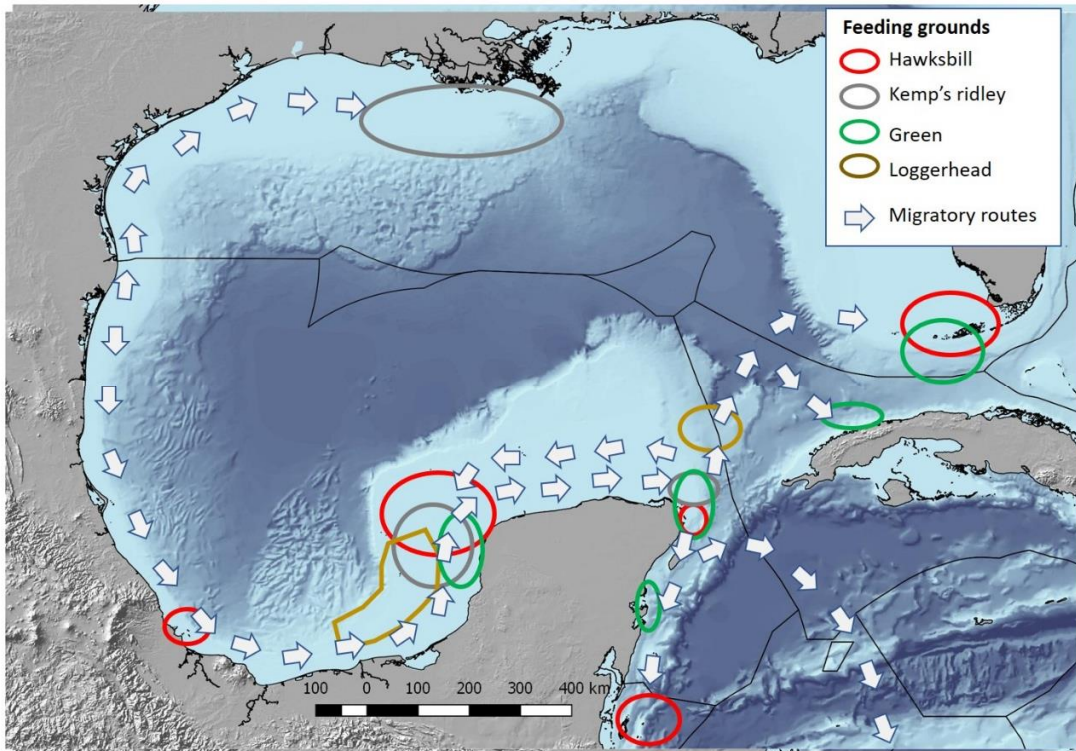 Feeding grounds
Hawksbill
Kemp's ridley
Green
Loggerhead
Migratory routes
100 0 100 200 300 400 km